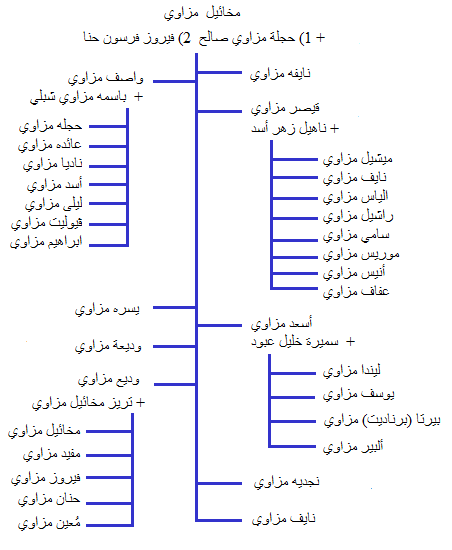 مخائيل مزاوي
+ 1) حجلة مزاوي صالح 2) فيروز فرسون حنا
نايفه مزاوي
قيصر مزاوي
+ ناهيل زهر أسد
ميشيل مزاوي
نايف مزاوي
الياس مزاوي
راشيل مزاوي
سامي مزاوي
موريس مزاوي
أنيس مزاوي
عفاف مزاوي
أسعد مزاوي
+ سميرة خليل عبود
ليندا مزاوي
يوسف مزاوي
بيرتا (برناديت) مزاوي
ألبير مزاوي
نجديه مزاوي
نايف مزاوي
واصف مزاوي
+ باسمه مزاوي شبلي
حجله مزاوي
عائده مزاوي
ناديا مزاوي
أسد مزاوي
ليلى مزاوي
ڤيوليت مزاوي
ابراهيم مزاوي
يسره مزاوي
وديعة مزاوي
وديع مزاوي
+ تريز مخائيل مزاوي
مخائيل مزاوي
مفيد مزاوي
فيروز مزاوي
حنان مزاوي
مُعين مزاوي